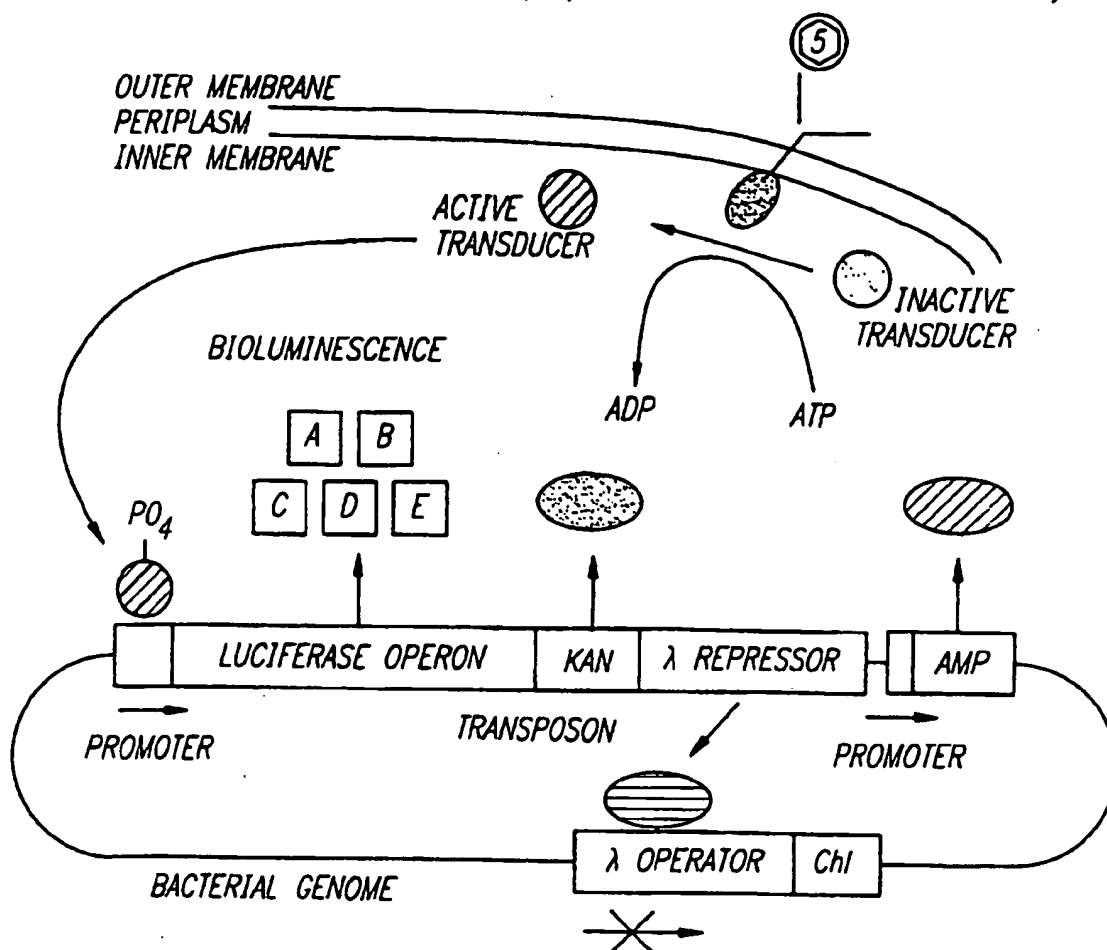 5
OUTER MEMBRANE
PERIPLASM
INNER MEMBRANE
ACTIVE
TRANSDUCER
INACTIVE
TRANSDUCER
BIOLUMINESCENCE
ADP
ATP
A B
C D E
PO4
LUCIFERASE OPERON KAN λ REPRESSOR AMP
PROMOTER
TRANSPOSON
PROMOTER
λ OPERATOR Chl
BACTERIAL GENOME